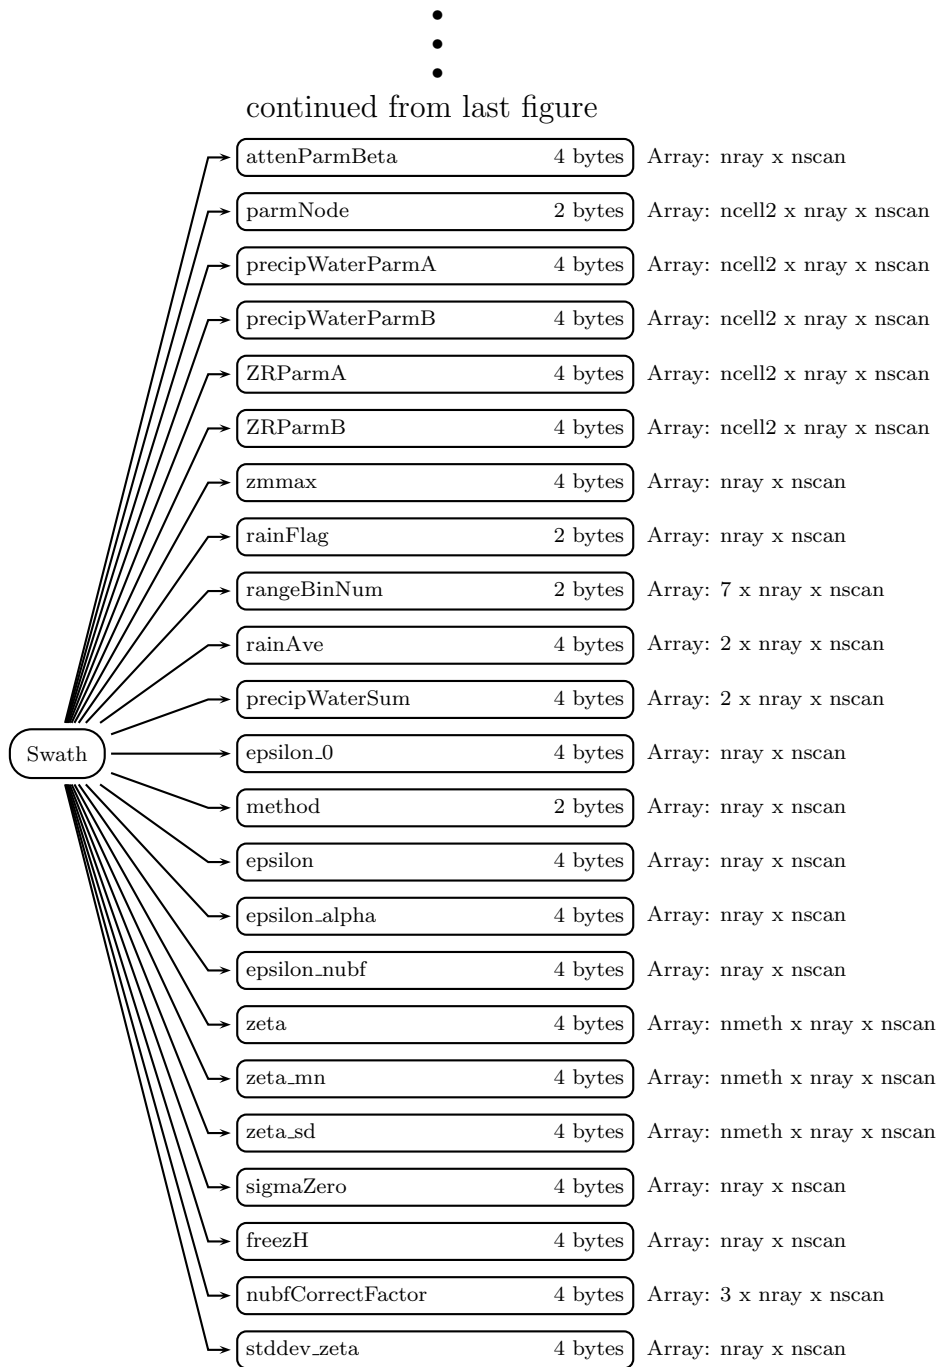 continued from last figure
attenParmBeta 4 bytes Array: nray x nscan
parmNode 2 bytes Array: ncell2 x nray x nscan
precipWaterParmA 4 bytes Array: ncell2 x nray x nscan
precipWaterParmB 4 bytes Array: ncell2 x nray x nscan
ZRParmA 4 bytes Array: ncell2 x nray x nscan
ZRParmB 4 bytes Array: ncell2 x nray x nscan
zmmax 4 bytes Array: nray x nscan
rainFlag 2 bytes Array: nray x nscan
rangeBinNum 2 bytes Array: 7 x nray x nscan
rainAve 4 bytes Array: 2 x nray x nscan
precipWaterSum 4 bytes Array: 2 x nray x nscan
Swath
epsilon_0 4 bytes Array: nray x nscan
method 2 bytes Array: nray x nscan
epsilon 4 bytes Array: nray x nscan
epsilon_alpha 4 bytes Array: nray x nscan
epsilon_nubf 4 bytes Array: nray x nscan
zeta 4 bytes Array: nmeth x nray x nscan
zeta_mn 4 bytes Array: nmeth x nray x nscan
zeta_sd 4 bytes Array: nmeth x nray x nscan
sigmaZero 4 bytes Array: nray x nscan
freezH 4 bytes Array: nray x nscan
nubfCorrectFactor 4 bytes Array: 3 x nray x nscan
stddev_zeta 4 bytes Array: nray x nscan